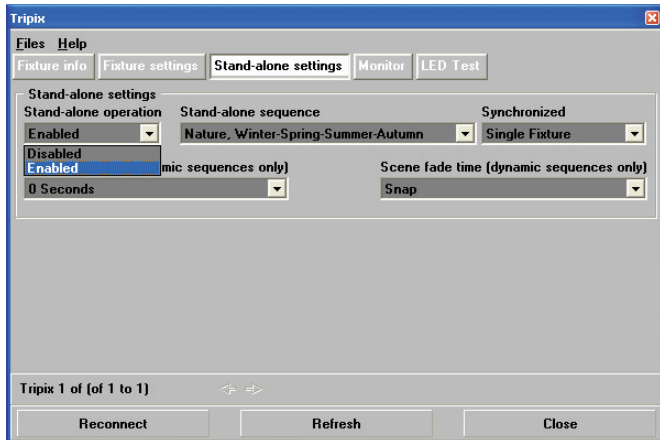 Tripix
Files Help
Fixture info Fixture settings Stand-alone settings Monitor LED Test
Stand-alone settings
Stand-alone operation Stand-alone sequence Synchronized
Enabled Nature, Winter-Spring-Summer-Autumn Single Fixture
Disabled
Enabled mic sequences only) Scene fade time (dynamic sequences only)
0 Seconds Snap
Tripix 1 of (of 1 to 1)
Reconnect Refresh Close